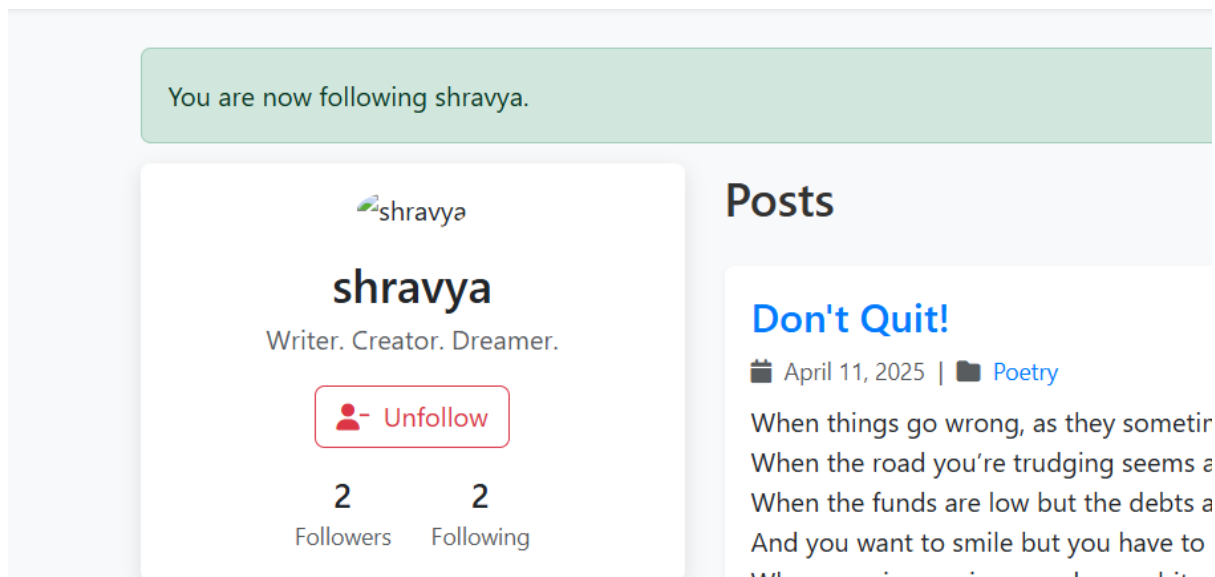 You are now following shravya.
shravya
shravya
Writer. Creator. Dreamer.
Unfollow
2 2
Followers Following
Posts
Don't Quit!
April 11, 2025 | Poetry
When things go wrong, as they
When the road you’re trudging seems
When the funds are low but the debts
And you want to smile but you have to